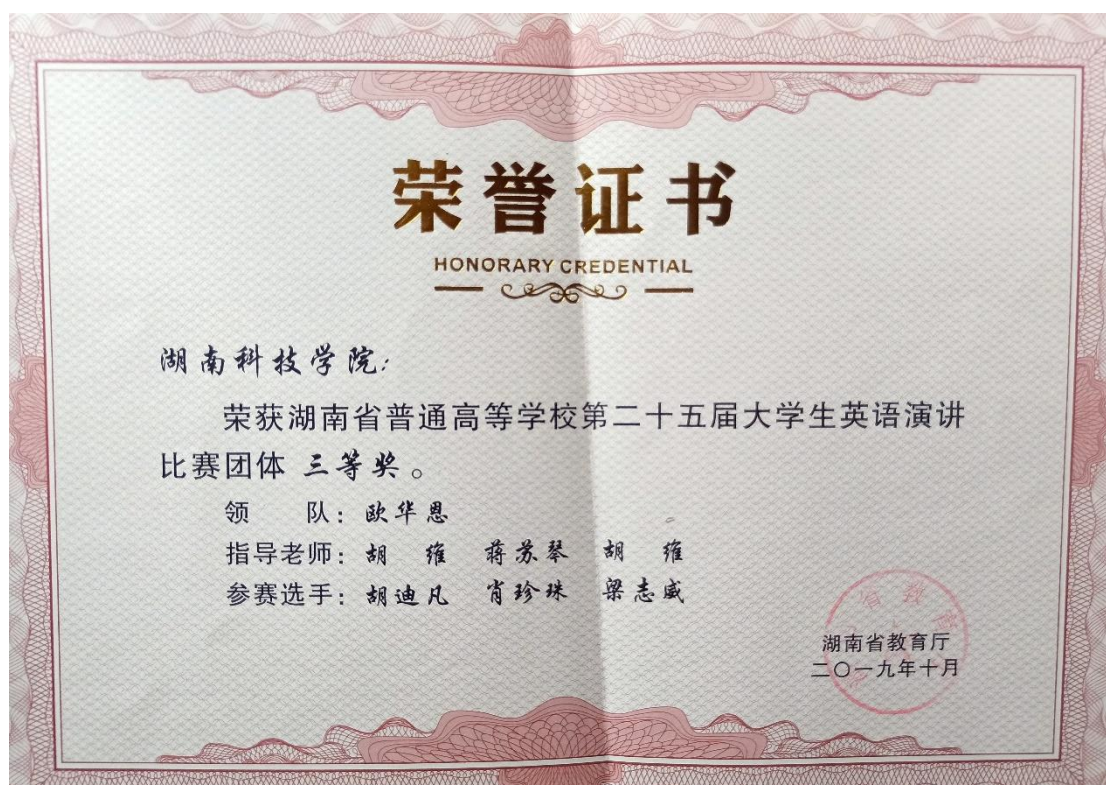 荣誉证书
HONORARY CREDENTIAL
湖南科技学院:
荣获湖南省普通高等学校第二十五届大学生英语演讲
比赛团体 三等奖。
领 队: 欧华恩
指导老师: 胡 维 蒋苏琴 胡 维
参赛选手: 胡迪凡 肖珍珠 梁志威
湖南省教育厅
二〇一九年十月